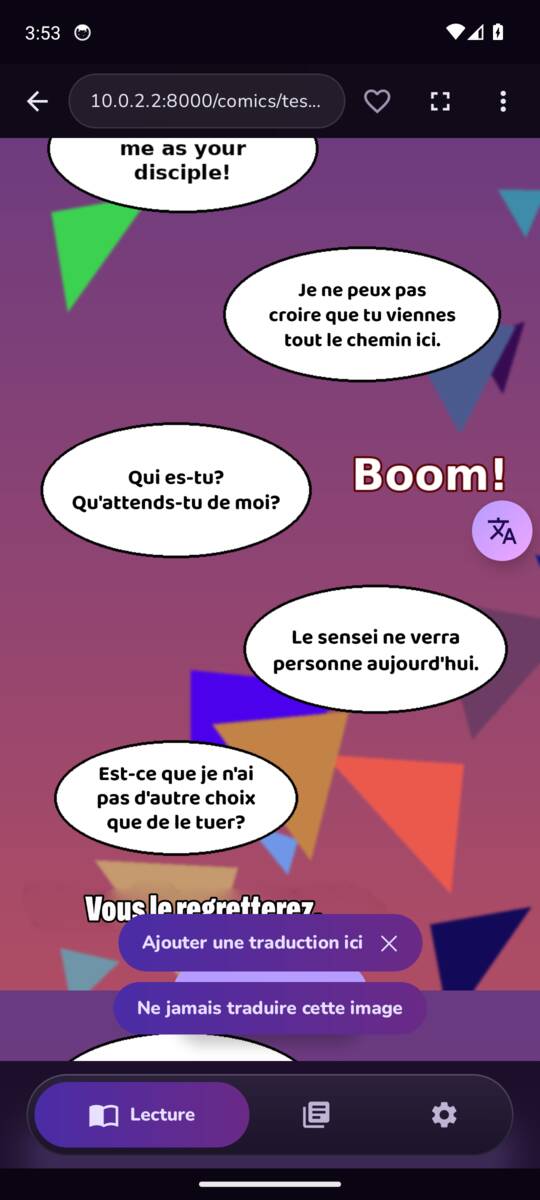 3:53
10.0.2.2:8000/comics/tes...
me as your
disciple!
Je ne peux pas
croire que tu viennes
tout le chemin ici.
Qui es-tu?
Qu'attends-tu de moi?
Boom!
Le sensei ne verra
personne aujourd'hui.
Est-ce que je n'ai
pas d'autre choix
que de le tuer?
Vous le regretterez.
Ajouter une traduction ici
Ne jamais traduire cette image
Lecture